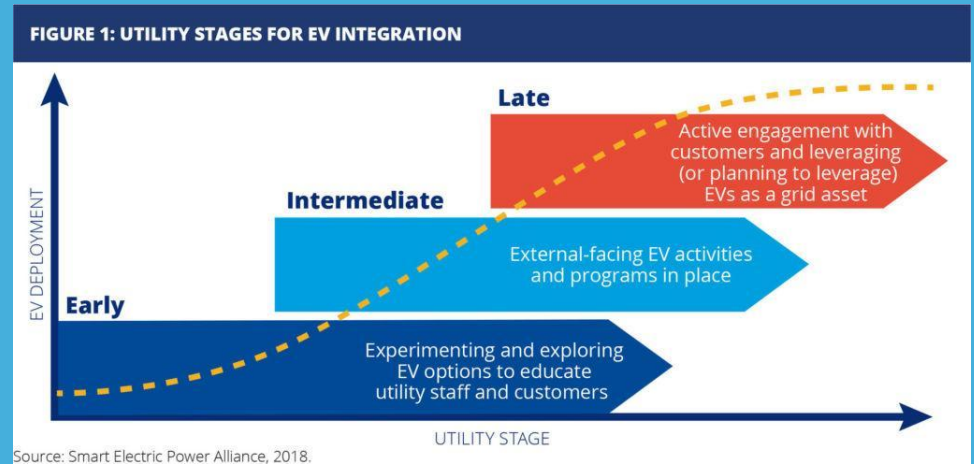 FIGURE 1: UTILITY STAGES FOR EV INTEGRATION
Late
Active engagement with
customers and leveraging
(or planning to leverage)
EVs as a grid asset
Intermediate
External-facing EV activities
and programs in place
Early
Experimenting and exploring
EV options to educate
utility staff and customers
EV DEPLOYMENT
UTILITY STAGE
Source: Smart Electric Power Alliance, 2018.